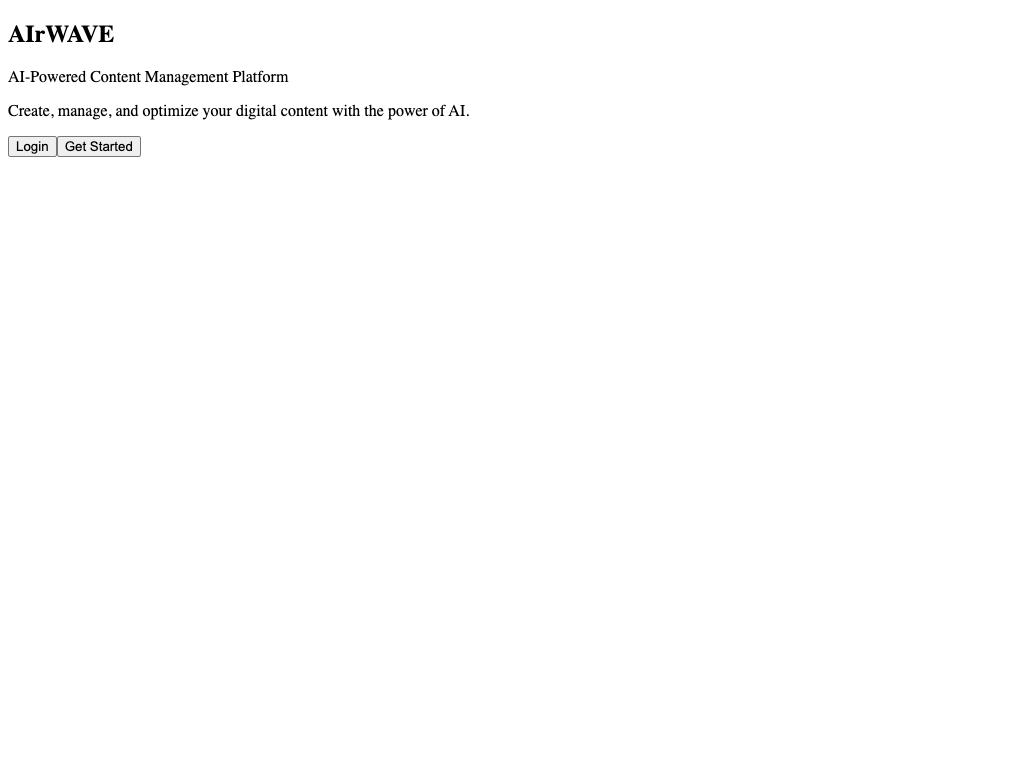 AIrWAVE
AI-Powered Content Management Platform
Create, manage, and optimize your digital content with the power of AI.
Login Get Started